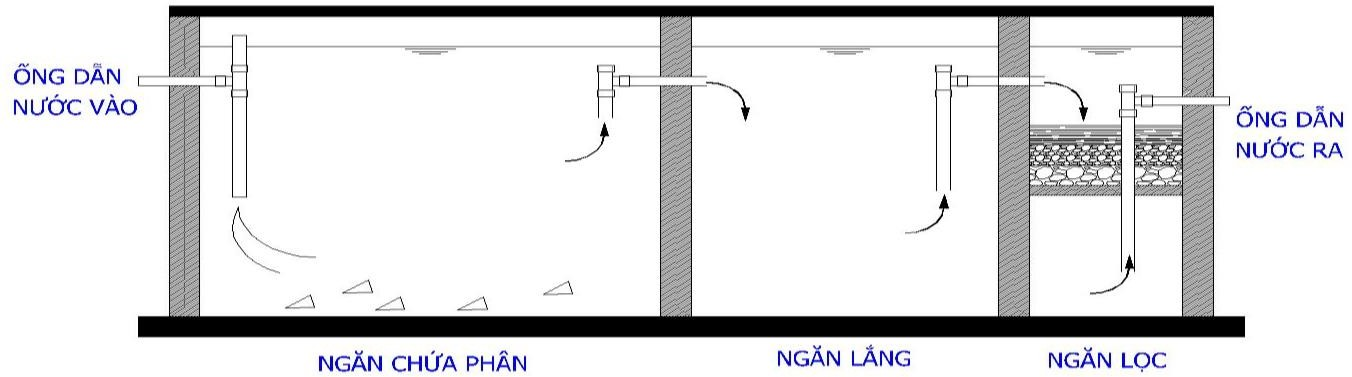 ỐNG DẪN
NƯỚC VÀO
ỐNG DẪN
NƯỚC RA
NGĂN CHỨA PHÂN
NGĂN LẮNG
NGĂN LỌC